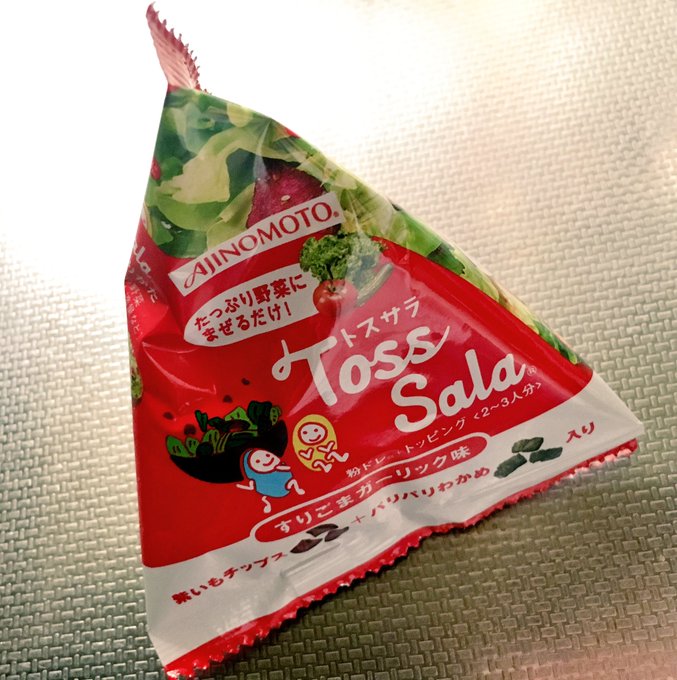 AJINOMOTO®
たっぷり野菜に
まぜるだけ!
トスサラ
Toss
Sala®
粉ドレ トッピング〈2～3人分〉
すりごまガーリック味
紫いもチップス+パリパリわかめ 入り
Sala